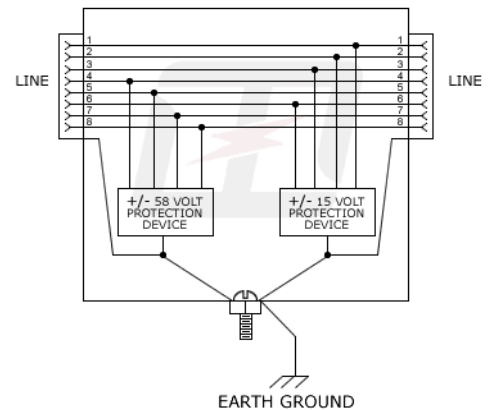 1 1
2 2
3 3
LINE 4 4 LINE
5 5
6 6
7 7
8 8
+/- 58 VOLT +/- 15 VOLT
PROTECTION PROTECTION
DEVICE DEVICE
EARTH GROUND